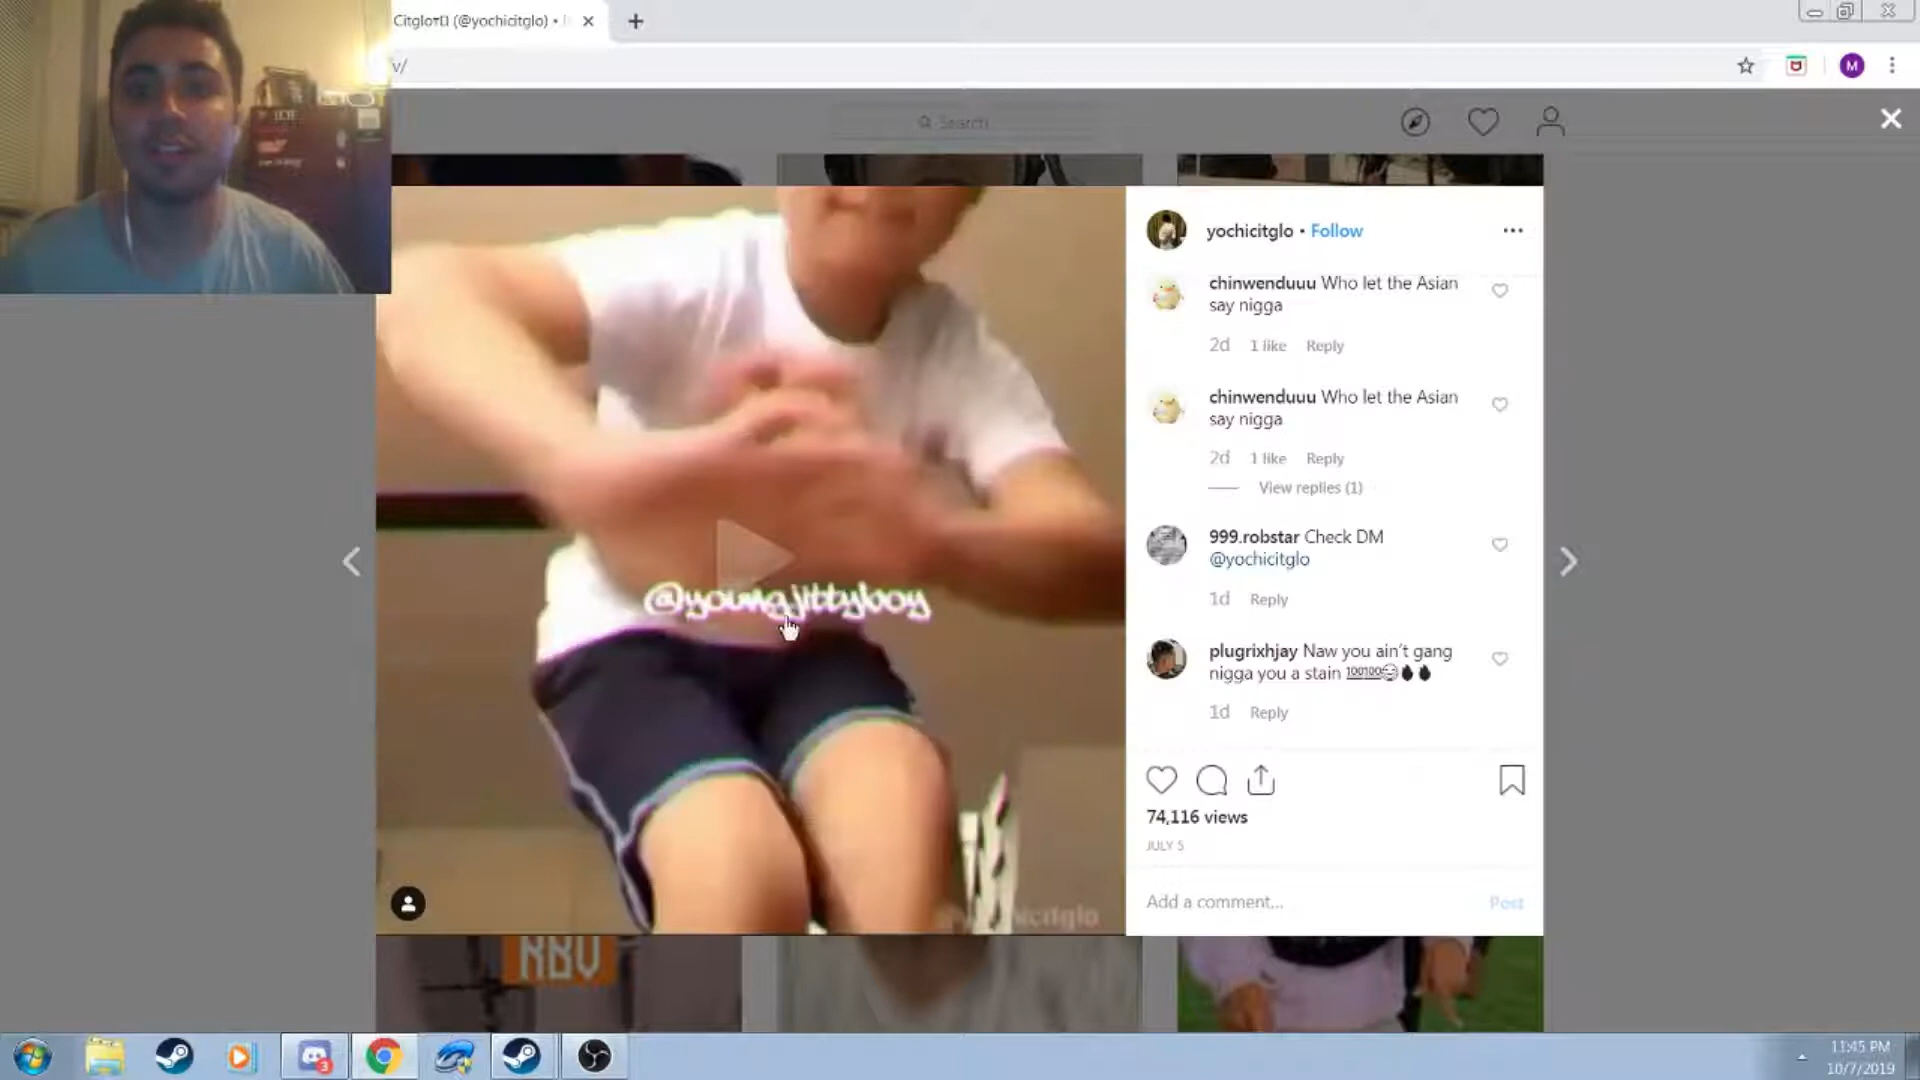 (@yochicitglo) •
v/
Search
yochicitglo • Follow
chinwenduuu Who let the Asian
say nigga
2d 1 like Reply
chinwenduuu Who let the Asian
say nigga
2d 1 like Reply
View replies (1)
999.robstar Check DM
@yochicitglo
1d Reply
plugrixhjay Naw you ain't gang
nigga you a stain 💯💯😂
1d Reply
74,116 views
JULY 5
Add a comment... Post
@youngjittyboy
RBV
M
3
11:45 PM
10/7/2019